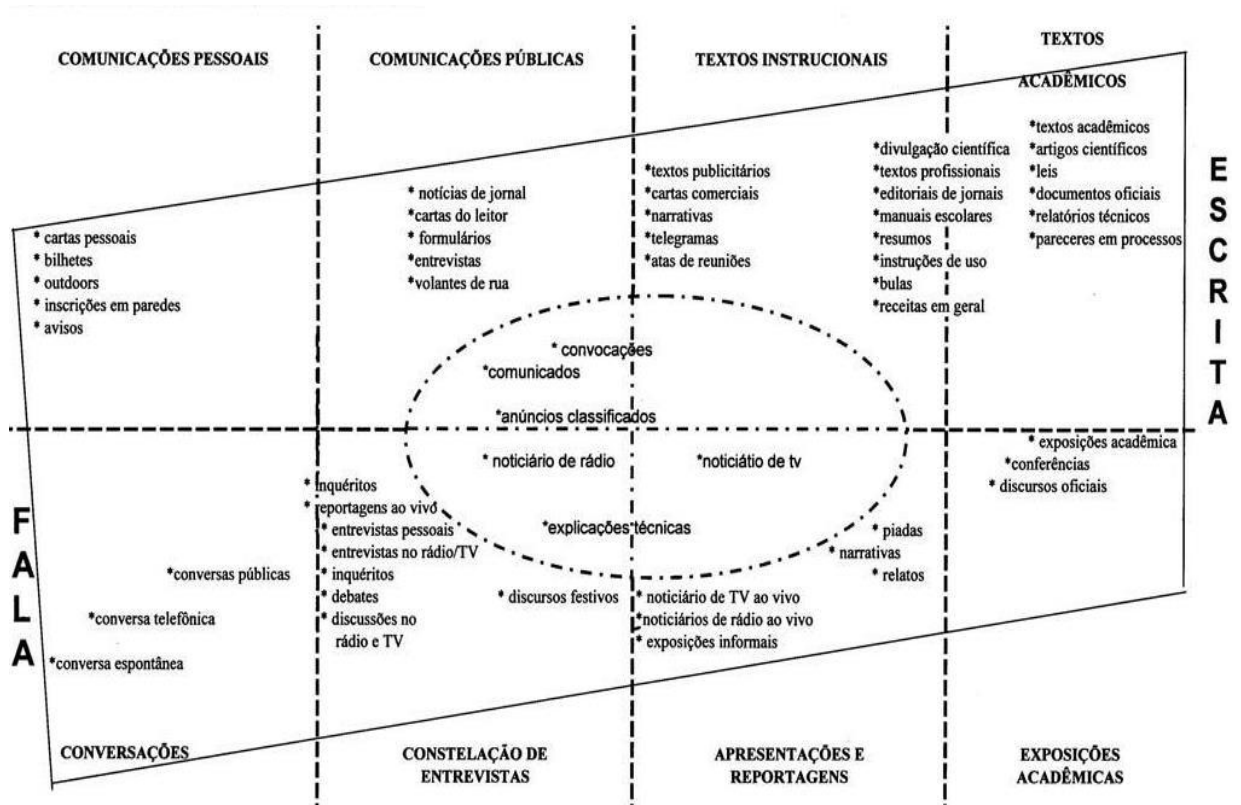 COMUNICAÇÕES PESSOAIS
COMUNICAÇÕES PÚBLICAS
TEXTOS INSTRUCIONAIS
TEXTOS
ACADÊMICOS
* cartas pessoais
* bilhetes
* outdoors
* inscrições em paredes
* avisos
* notícias de jornal
*cartas do leitor
* formulários
*entrevistas
*volantes de rua
*textos publicitários
*cartas comerciais
*narrativas
*telegramas
*atas de reuniões
*divulgação científica
*textos profissionais
*editoriais de jornais
*manuais escolares
*resumos
*instruções de uso
*bulas
*receitas em geral
*textos acadêmicos
*artigos científicos
*leis
*documentos oficiais
*relatórios técnicos
*pareceres em processos
ESCRITA
* convocações
*comunicados
*anúncios classificados
*noticiário de rádio
*noticiátio de tv
*explicações técnicas
FALA
*conversas públicas
*conversa telefônica
*conversa espontânea
* inquéritos
* reportagens ao vivo
* entrevistas pessoais
* entrevistas no rádio/TV
* inquéritos
* debates
* discussões no
rádio e TV
* discursos festivos
* noticiário de TV ao vivo
*noticiários de rádio ao vivo
* exposições informais
* piadas
* narrativas
* relatos
* exposições acadêmica
*conferências
* discursos oficiais
CONVERSAÇÕES
CONSTELAÇÃO DE
ENTREVISTAS
APRESENTAÇÕES E
REPORTAGENS
EXPOSIÇÕES
ACADÊMICAS